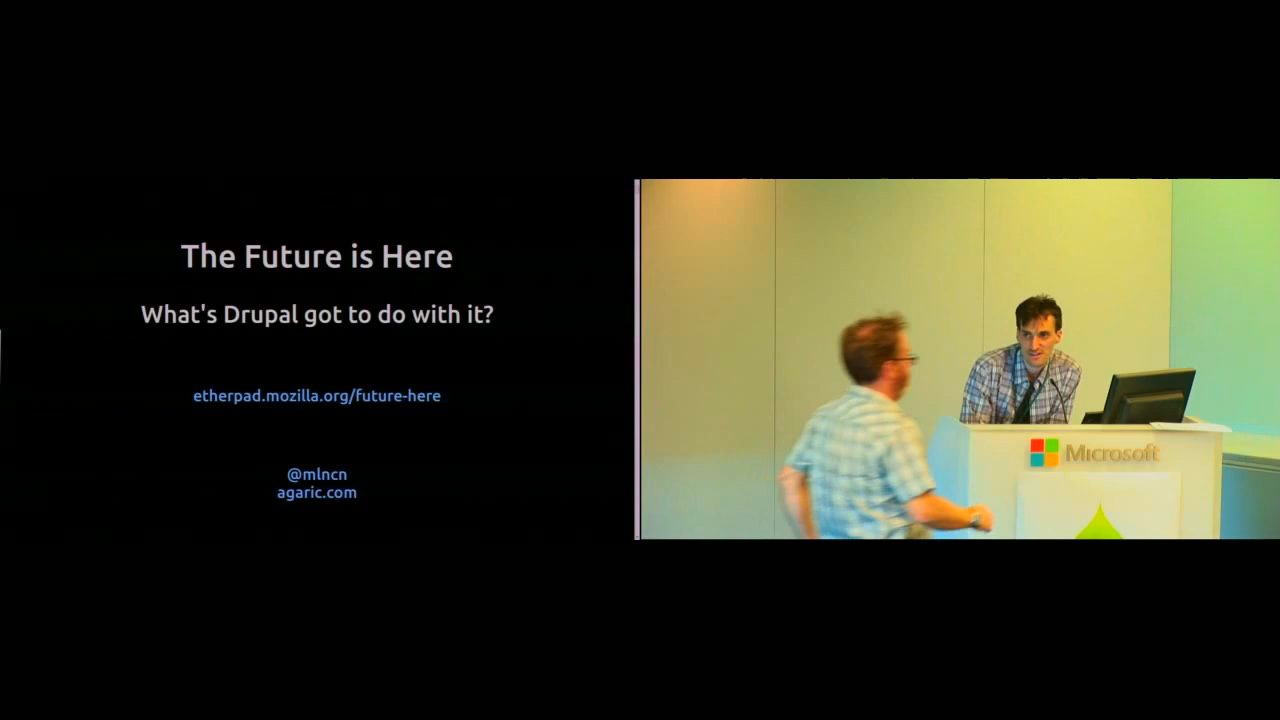 The Future is Here
What's Drupal got to do with it?
etherpad.mozilla.org/future-here
@mlncn
agaric.com
Microsoft